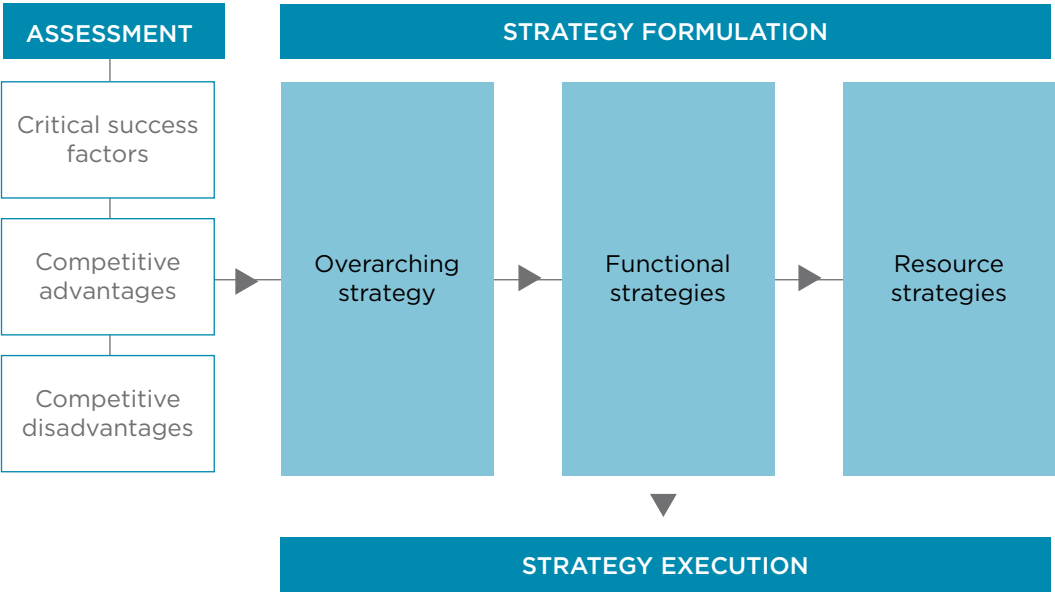 ASSESSMENT
STRATEGY FORMULATION
Critical success
factors
Competitive
advantages
Competitive
disadvantages
Overarching
strategy
Functional
strategies
Resource
strategies
STRATEGY EXECUTION